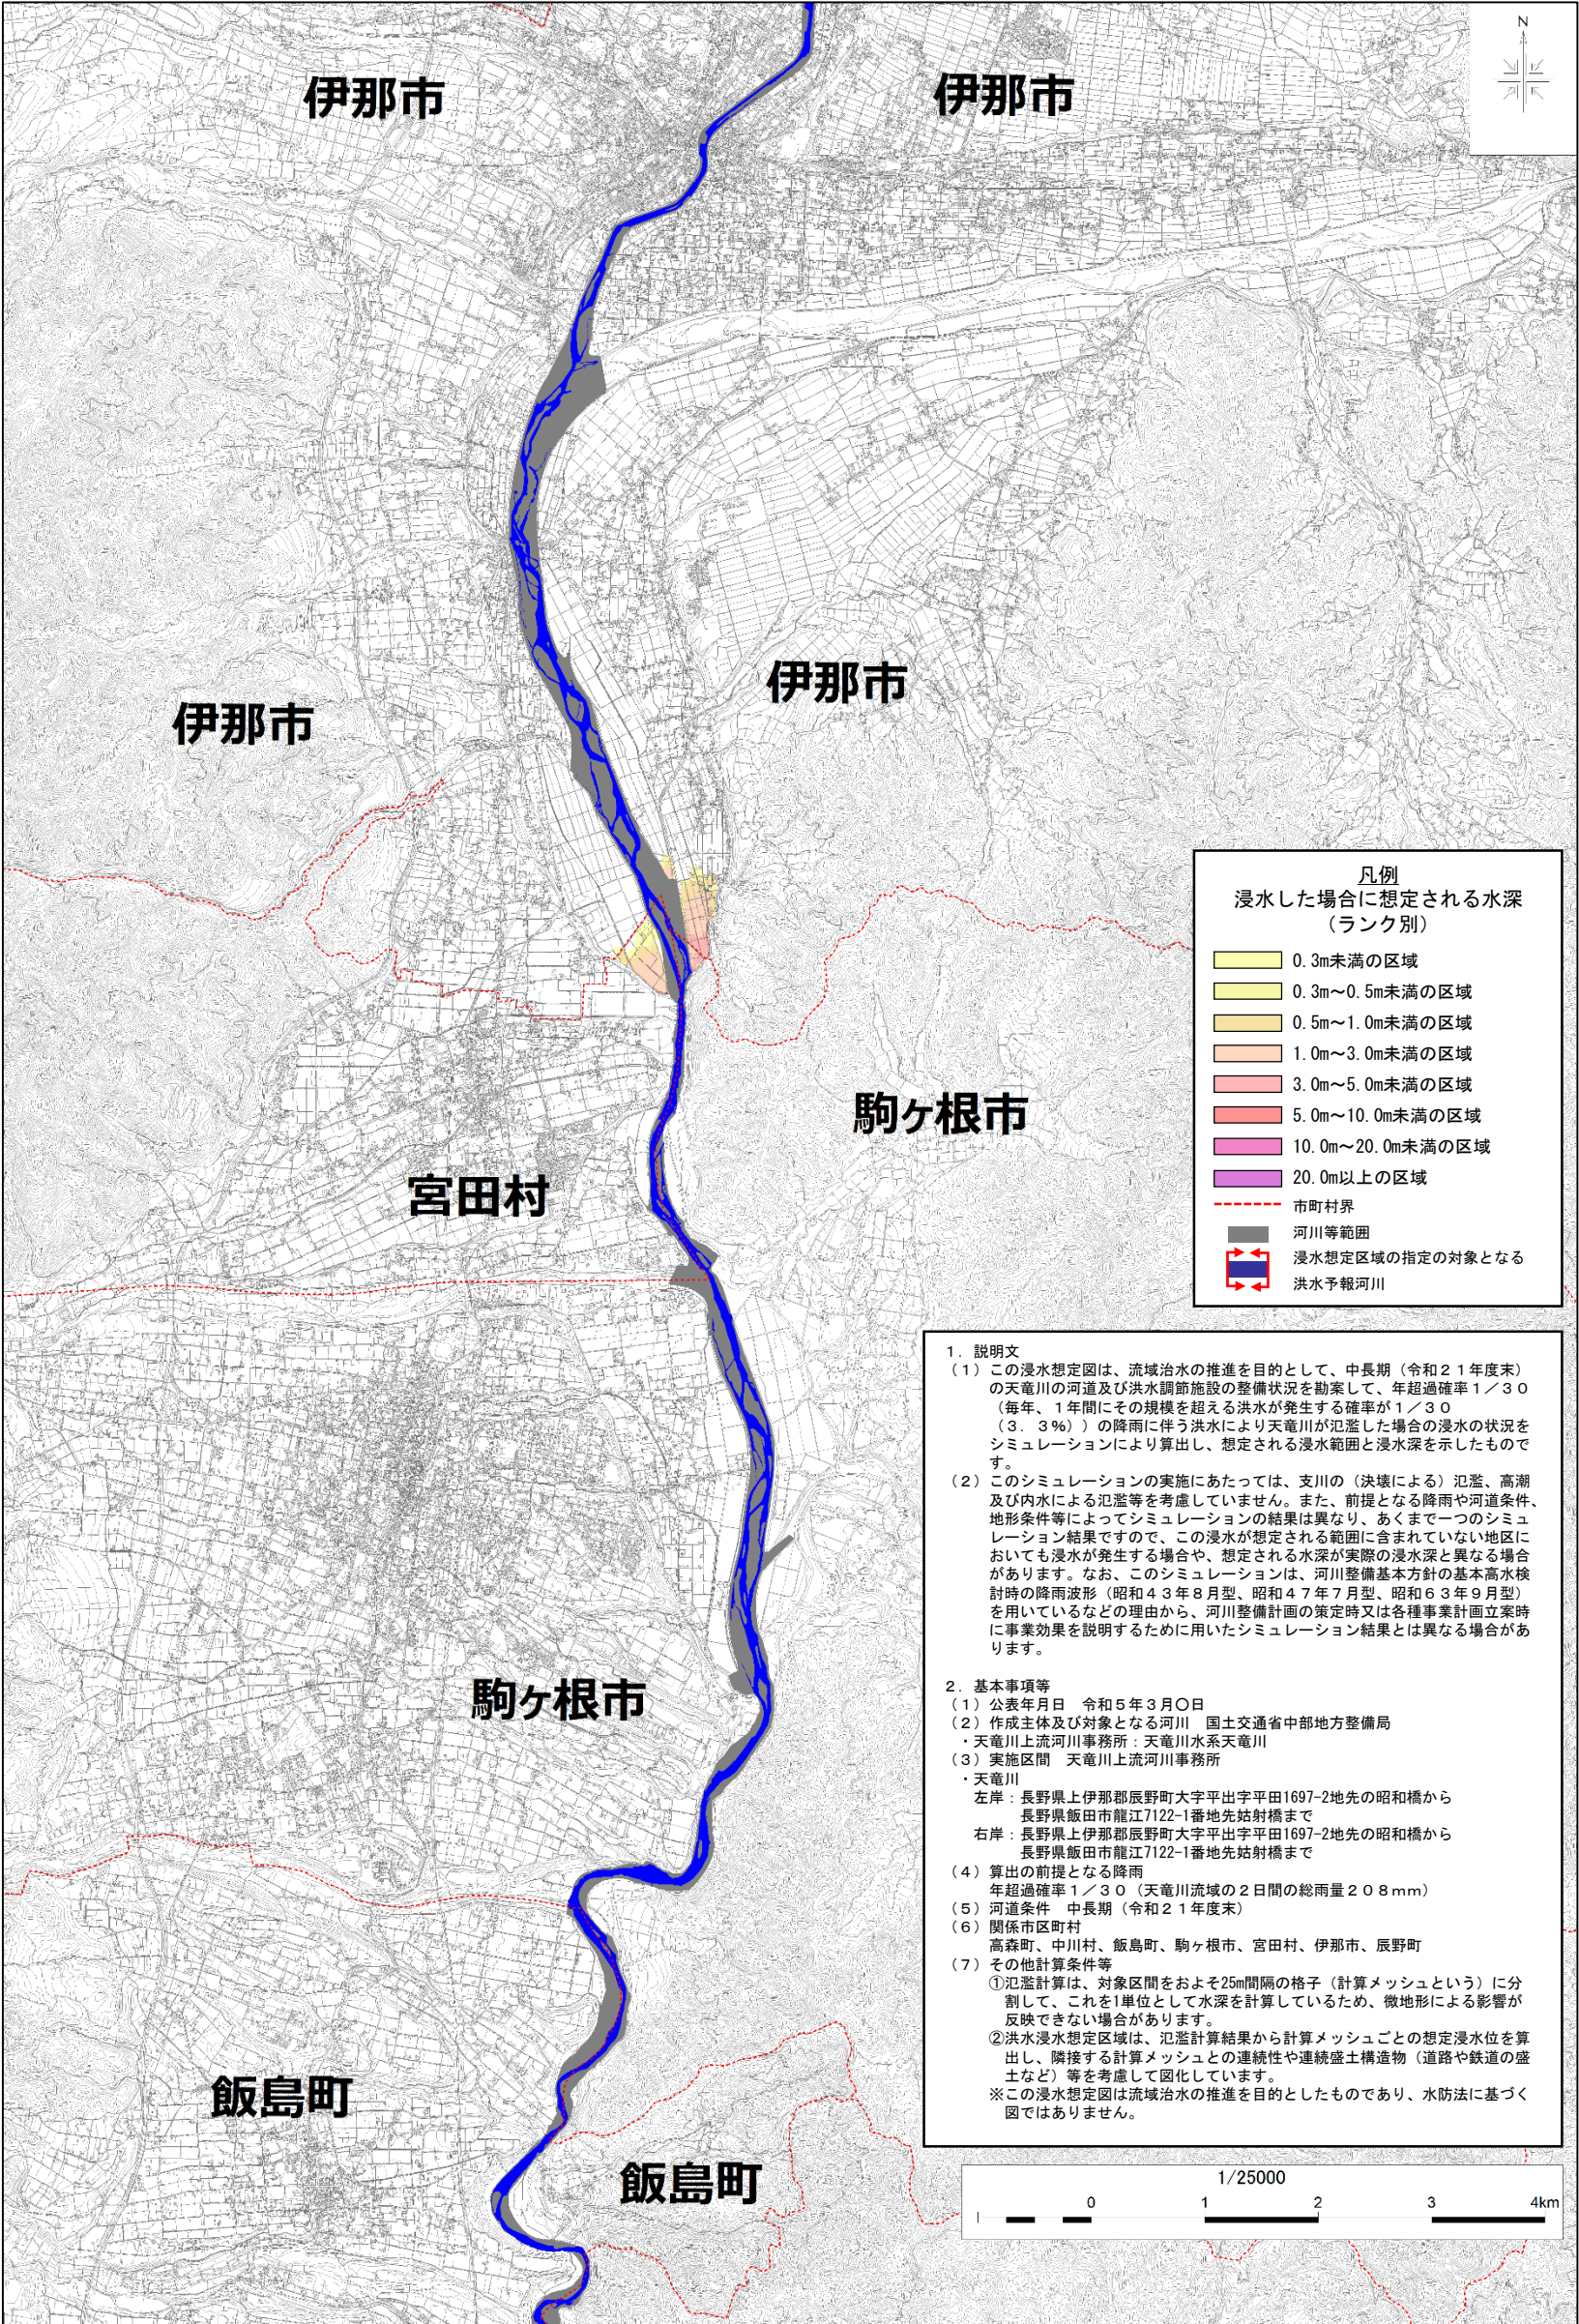 N
伊那市
伊那市
伊那市
伊那市
駒ヶ根市
宮田村
駒ヶ根市
飯島町
飯島町
凡例
浸水した場合に想定される水深
（ランク別）
0.3m未満の区域
0.3m～0.5m未満の区域
0.5m～1.0m未満の区域
1.0m～3.0m未満の区域
3.0m～5.0m未満の区域
5.0m～10.0m未満の区域
10.0m～20.0m未満の区域
20.0m以上の区域
市町村界
河川等範囲
浸水想定区域の指定の対象となる
洪水予報河川
１．説明文
（１）この浸水想定図は、流域治水の推進を目的として、中長期（令和２１年度末）
の天竜川の河道及び洪水調節施設の整備状況を勘案して、年超過確率１／３０
（毎年、１年間にその規模を超える洪水が発生する確率が１／３０
（３．３%））の降雨に伴う洪水により天竜川が氾濫した場合の浸水の状況を
シミュレーションにより算出し、想定される浸水範囲と浸水深を示したもので
す。
（２）このシミュレーションの実施にあたっては、支川の（決壊による）氾濫、高潮
及び内水による氾濫等を考慮していません。また、前提となる降雨や河道条件、
地形条件等によってシミュレーションの結果は異なり、あくまで一つのシミュ
レーション結果ですので、この浸水が想定される範囲に含まれていない地区に
おいても浸水が発生する場合や、想定される水深が実際の浸水深と異なる場合
があります。なお、このシミュレーションは、河川整備基本方針の基本高水検
討時の降雨波形（昭和４３年８月型、昭和４７年７月型、昭和６３年９月型）
を用いているなどの理由から、河川整備計画の策定時又は各種事業計画立案時
に事業効果を説明するために用いたシミュレーション結果とは異なる場合があ
ります。
２．基本事項等
（１）公表年月日　令和５年３月〇日
（２）作成主体及び対象となる河川　国土交通省中部地方整備局
・天竜川上流河川事務所：天竜川水系天竜川
（３）実施区間　天竜川上流河川事務所
・天竜川
左岸：長野県上伊那郡辰野町大字平出字平田1697-2地先の昭和橋から
長野県飯田市龍江7122-1番地先姑射橋まで
右岸：長野県上伊那郡辰野町大字平出字平田1697-2地先の昭和橋から
長野県飯田市龍江7122-1番地先姑射橋まで
（４）算出の前提となる降雨
年超過確率１／３０（天竜川流域の２日間の総雨量２０８mm）
（５）河道条件　中長期（令和２１年度末）
（６）関係市区町村
高森町、中川村、飯島町、駒ヶ根市、宮田村、伊那市、辰野町
（７）その他計算条件等
①氾濫計算は、対象区間をおよそ25m間隔の格子（計算メッシュという）に分
割して、これを1単位として水深を計算しているため、微地形による影響が
反映できない場合があります。
②洪水浸水想定区域は、氾濫計算結果から計算メッシュごとの想定浸水位を算
出し、隣接する計算メッシュとの連続性や連続盛土構造物（道路や鉄道の盛
土など）等を考慮して図化しています。
※この浸水想定図は流域治水の推進を目的としたものであり、水防法に基づく
図ではありません。
1/25000
0 1 2 3 4km